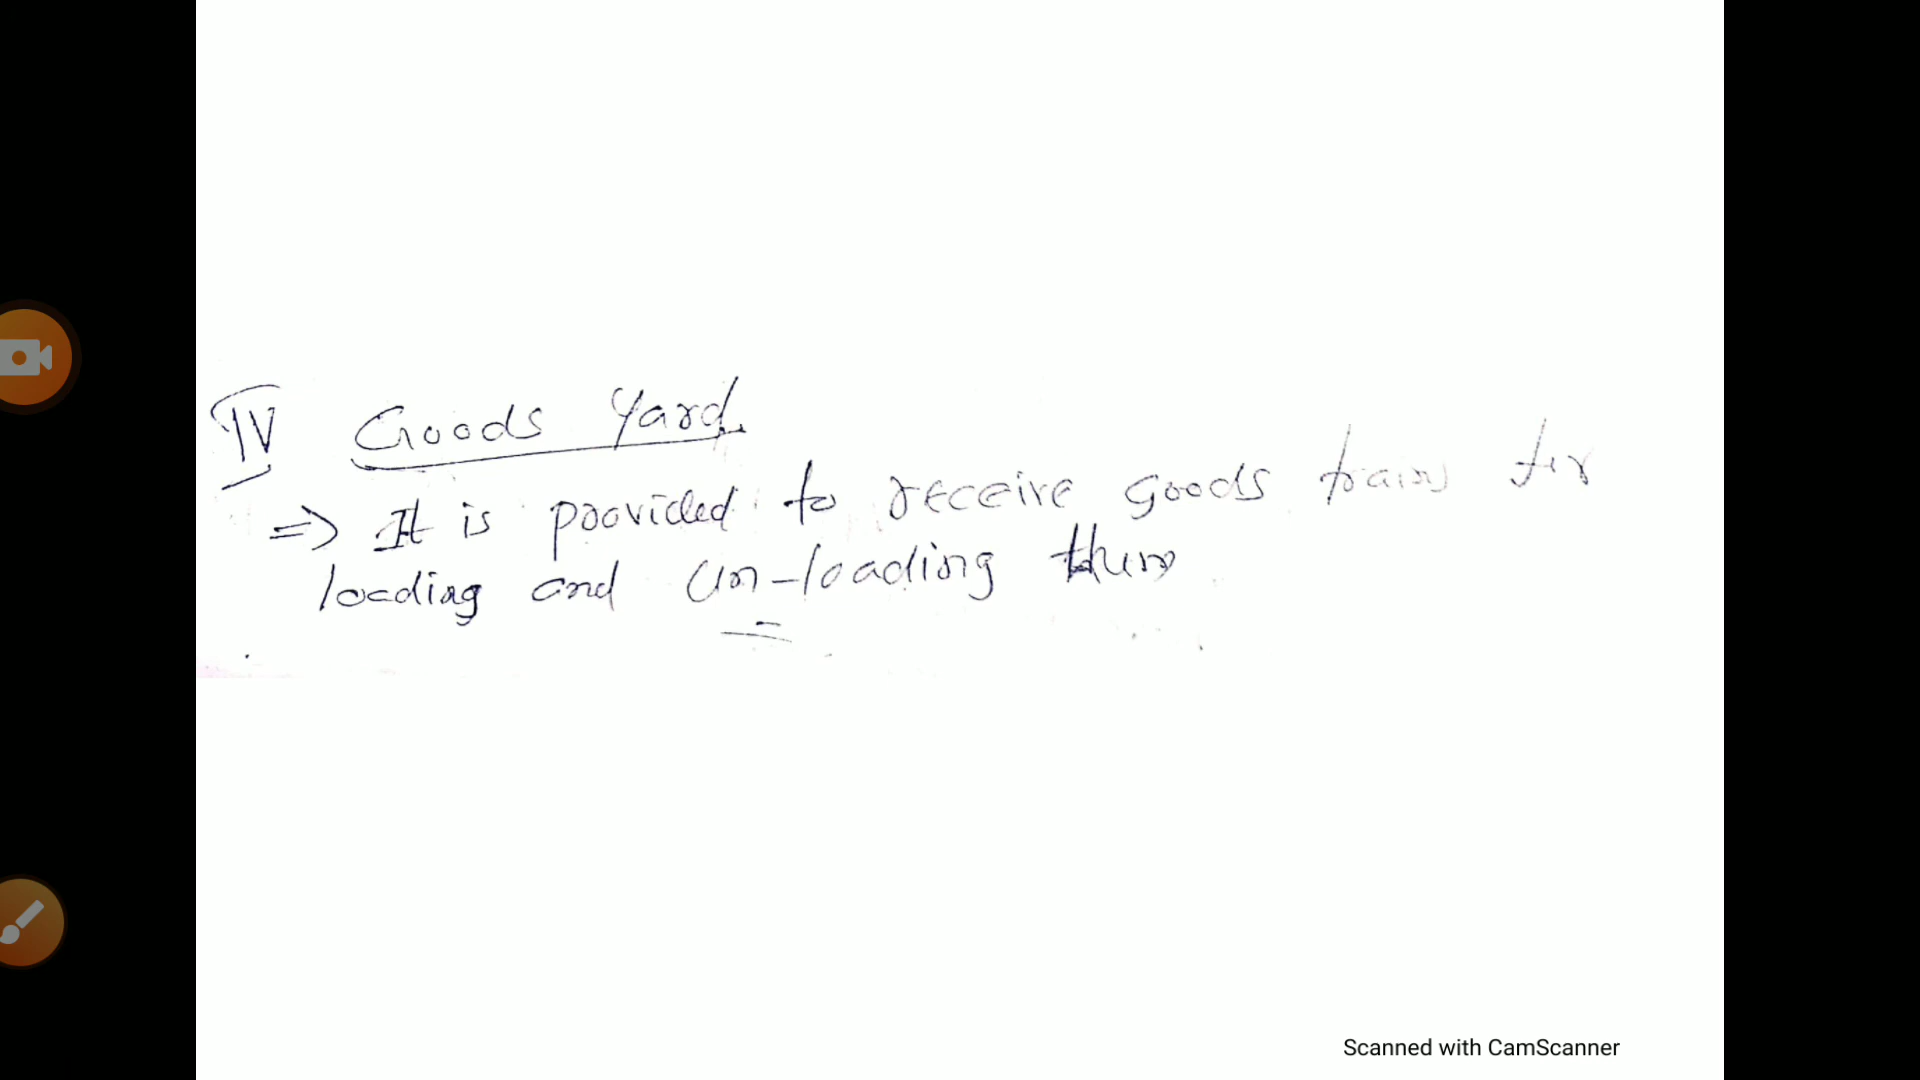 IV Goods Yard.
=> It is provided to receive goods trains for
loading and un-loading them
Scanned with CamScanner